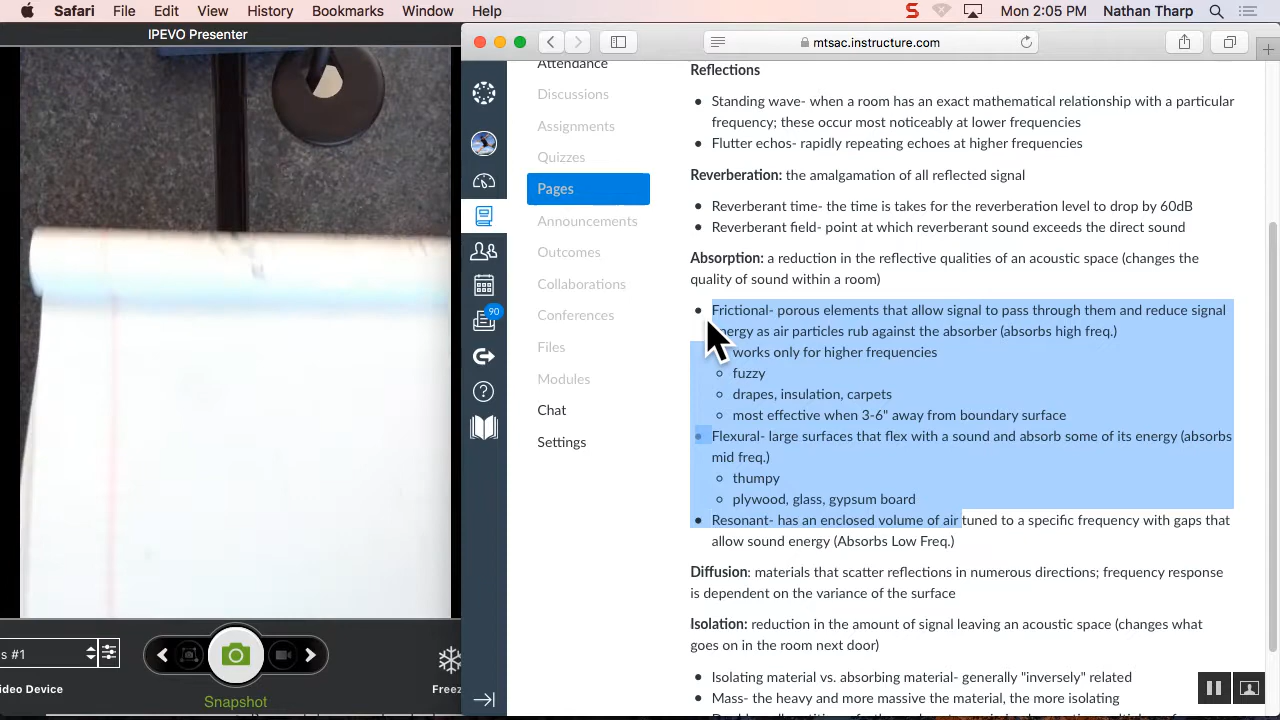 Safari File Edit View History Bookmarks Window Help
Mon 2:05 PM Nathan Tharp
IPEVO Presenter
mtsac.instructure.com
Attendance
Discussions
Assignments
Quizzes
Pages
Announcements
Outcomes
Collaborations
Conferences
Files
Modules
Chat
Settings
90
Reflections
Standing wave- when a room has an exact mathematical relationship with a particular
frequency; these occur most noticeably at lower frequencies
Flutter echos- rapidly repeating echoes at higher frequencies
Reverberation: the amalgamation of all reflected signal
Reverberant time- the time is takes for the reverberation level to drop by 60dB
Reverberant field- point at which reverberant sound exceeds the direct sound
Absorption: a reduction in the reflective qualities of an acoustic space (changes the
quality of sound within a room)
Frictional- porous elements that allow signal to pass through them and reduce signal
energy as air particles rub against the absorber (absorbs high freq.)
works only for higher frequencies
fuzzy
drapes, insulation, carpets
most effective when 3-6" away from boundary surface
Flexural- large surfaces that flex with a sound and absorb some of its energy (absorbs
mid freq.)
thumpy
plywood, glass, gypsum board
Resonant- has an enclosed volume of air tuned to a specific frequency with gaps that
allow sound energy (Absorbs Low Freq.)
Diffusion: materials that scatter reflections in numerous directions; frequency response
is dependent on the variance of the surface
Isolation: reduction in the amount of signal leaving an acoustic space (changes what
goes on in the room next door)
Isolating material vs. absorbing material- generally "inversely" related
Mass- the heavy and more massive the material, the more isolating
s #1
ideo Device
Snapshot
Freez